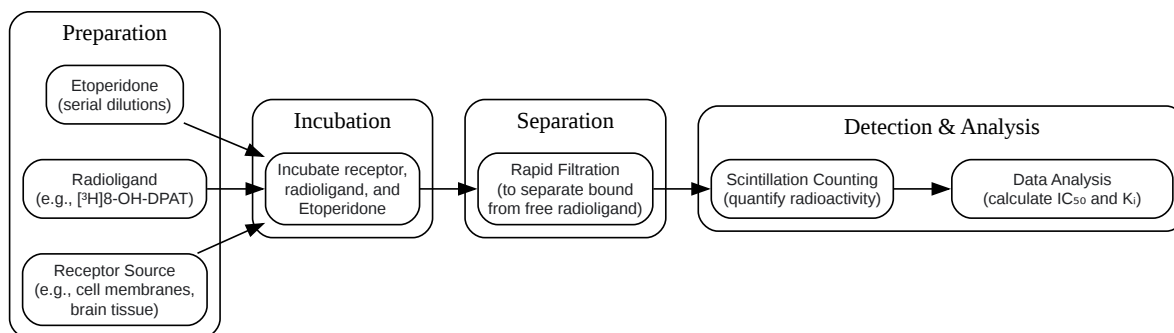 Preparation
Etoperidone
(serial dilutions)
Radioligand
(e.g., [³H]8-OH-DPAT)
Receptor Source
(e.g., cell membranes,
brain tissue)
Incubation
Incubate receptor,
radioligand, and
Etoperidone
Separation
Rapid Filtration
(to separate bound
from free radioligand)
Detection & Analysis
Scintillation Counting
(quantify radioactivity)
Data Analysis
(calculate IC₅₀ and Kᵢ)